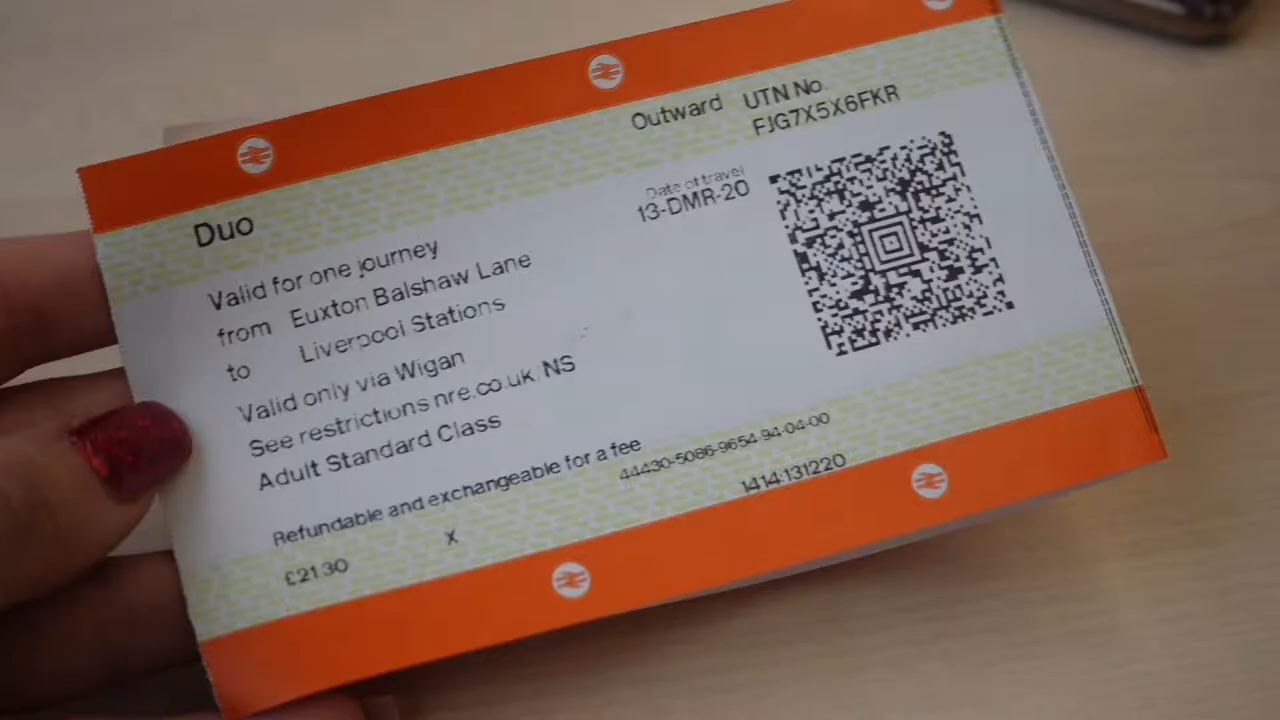 Outward UTN No
FJG7X5X6FKR
Duo
Date of travel
13-DMR-20
Valid for one journey
from Euxton Balshaw Lane
to Liverpool Stations
Valid only via Wigan
See restrictions nre.co.uk/NS
Adult Standard Class
Refundable and exchangeable for a fee
44430-5086-9654-94-04-00
£21.30 X
1414:131220